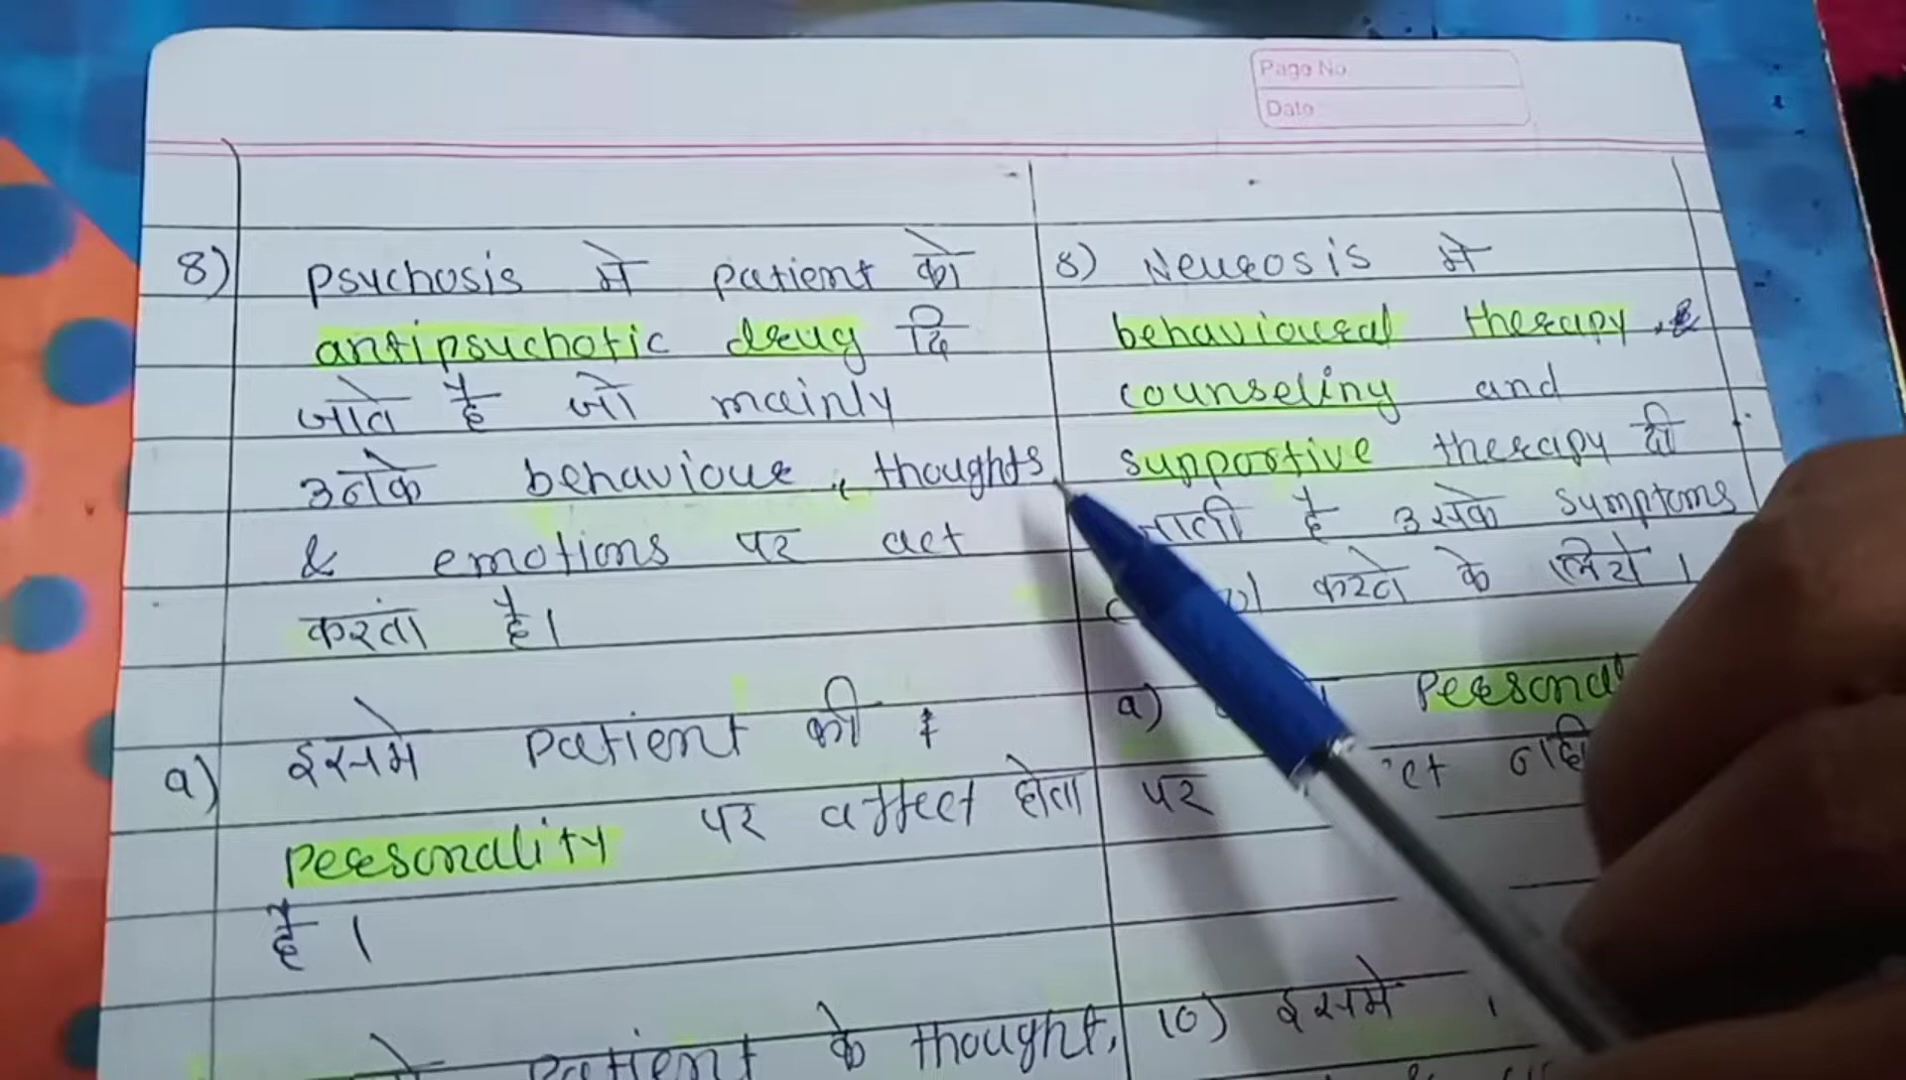 Page No
Date
8) Psychosis मे patient को
antipsychotic drug दि
जाते है जो mainly
उनके behaviour, thoughts
& emotions पर act
करता है।
9) इसमे patient की
personality पर affect होता
है।
patient के thought,
8) Neurosis मे
behavioural therapy, &
counseling and
supportive therapy दी
जाती है उसके symptoms
करने के लिये।
9)
पर नही
10) इसमे